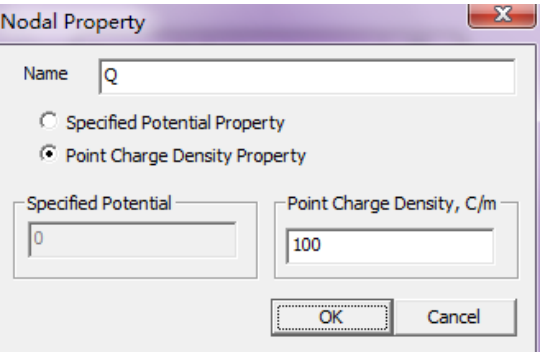 Nodal Property
X
Name Q
Specified Potential Property
Point Charge Density Property
Specified Potential Point Charge Density, C/m
0 100
OK Cancel